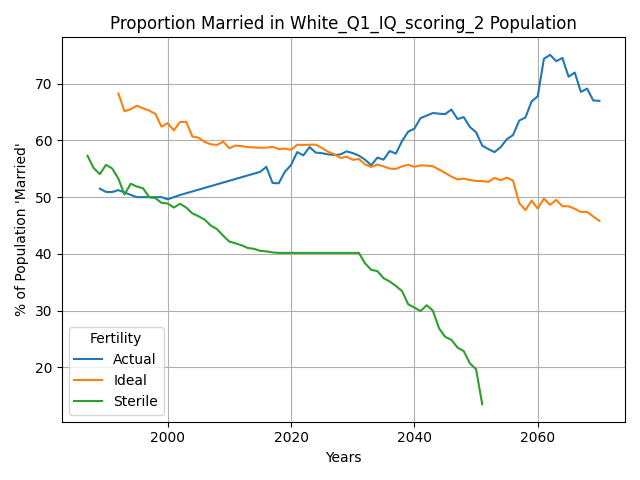 Proportion Married in White_Q1_IQ_scoring_2 Population
% of Population 'Married'
70
60
50
40
30
20
Fertility
Actual
Ideal
Sterile
2000 2020 2040 2060
Years